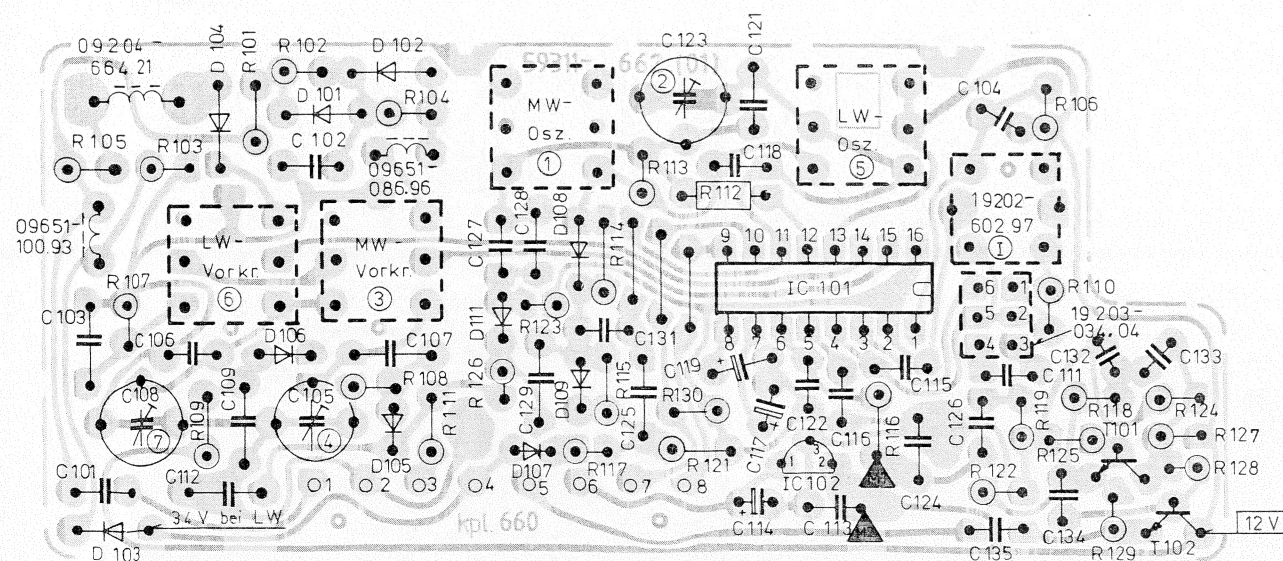 09204-
664 21
D 104
R 101
R 102
D 102
D 101
R 104
C 102
R 105
R 103
09651-
086.96
09651-
100.93
59311- 662 (01)
MW-
Osz.
1
C 123
2
C 121
LW-
Osz.
5
C 104
R 106
R 113
C 118
R 112
19202-
602 97
I
LW-
Vorkr.
6
MW-
Vorkr.
3
C 127
C 128
D 108
R 114
9 10 11 12 13 14 15 16
IC 101
8 7 6 5 4 3 2 1
6 1
5 2
4 3
R 110
19 203-
034.04
R 107
C 103
C 106
D 106
C 107
D 111
R 123
C 131
C 119
C 115
C 132
C 133
C 111
C 108
7
R 109
C 109
C 105
4
R 108
D 105
R 111
R 126
C 129
D 109
R 115
C 125
R 130
C 117
C 122
C 116
R 116
C 126
R 119
R 118
R 124
T 101
R 127
R 125
R 128
R 122
C 101
C 112
D 107
R 117
R 121
1 3 2
IC 102
C 124
1 2 3 4 5 6 7 8
34 V bei LW
D 103
kpl. 660
C 114
C 113
C 135
C 134
R 129
T 102
12 V